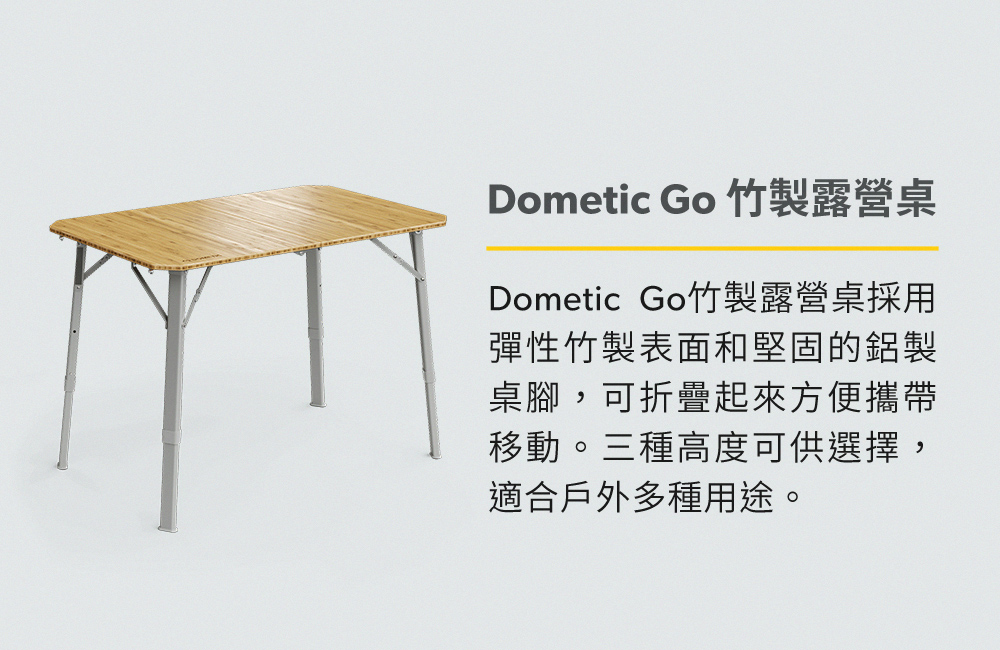 Dometic Go 竹製露營桌
Dometic Go竹製露營桌採用
彈性竹製表面和堅固的鋁製
桌腳，可折疊起來方便攜帶
移動。三種高度可供選擇，
適合戶外多種用途。